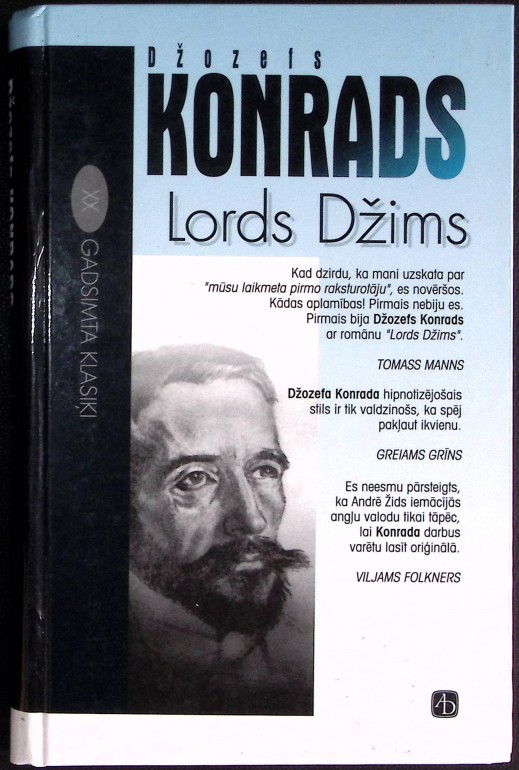 Džozefs
KONRADS
Lords Džims
XX GADSIMTA KLASIĶI
Kad dzirdu, ka mani uzskata par
"mūsu laikmeta pirmo raksturotāju", es novēršos.
Kādas aplamības! Pirmais nebiju es.
Pirmais bija Džozefs Konrads
ar romānu "Lords Džims".
TOMASS MANNS
Džozefa Konrada hipnotizējošais
stils ir tik valdzinošs, ka spēj
pakļaut ikvienu.
GREIAMS GRĪNS
Es neesmu pārsteigts,
ka Andrē Žids iemācījās
angļu valodu tikai tāpēc,
lai Konrada darbus
varētu lasīt oriģinālā.
VILJAMS FOLKNERS
AD